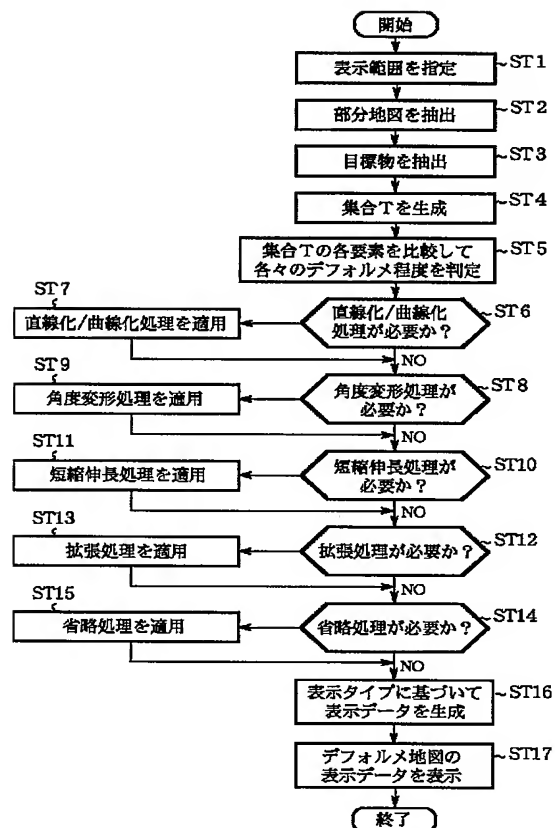 開始
表示範囲を指定
ST1
部分地図を抽出
ST2
目標物を抽出
ST3
集合Tを生成
ST4
集合Tの各要素を比較して
各々のデフォルメ程度を判定
ST5
直線化/曲線化
処理が必要か?
ST6
ST7
直線化/曲線化処理を適用
NO
角度変形処理が
必要か?
ST8
ST9
角度変形処理を適用
NO
短縮伸長処理が
必要か?
ST10
ST11
短縮伸長処理を適用
NO
拡張処理が必要か?
ST12
ST13
拡張処理を適用
NO
省略処理が必要か?
ST14
ST15
省略処理を適用
NO
表示タイプに基づいて
表示データを生成
ST16
デフォルメ地図の
表示データを表示
ST17
終了